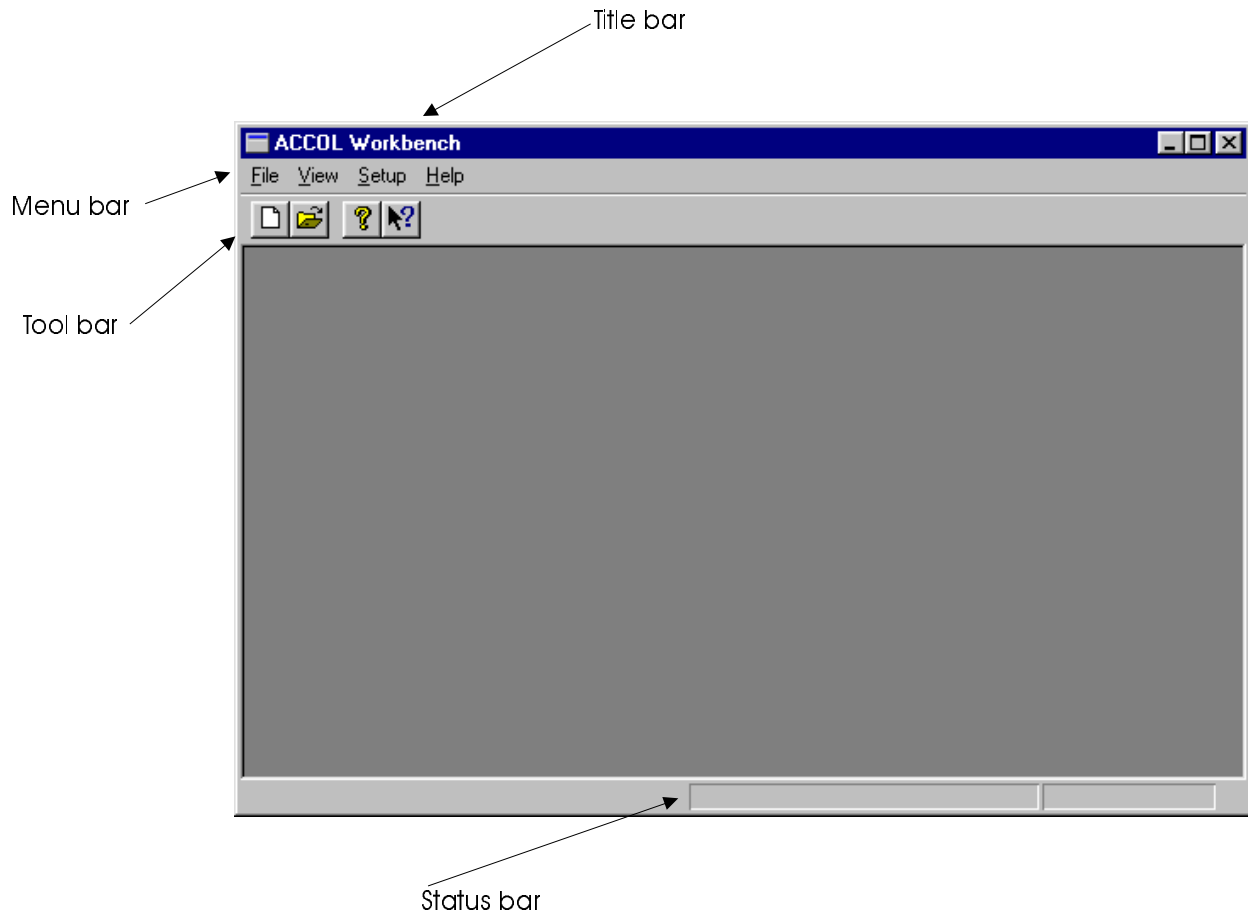 Title bar
ACCOL Workbench
File View Setup Help
Menu bar
Tool bar
Status bar